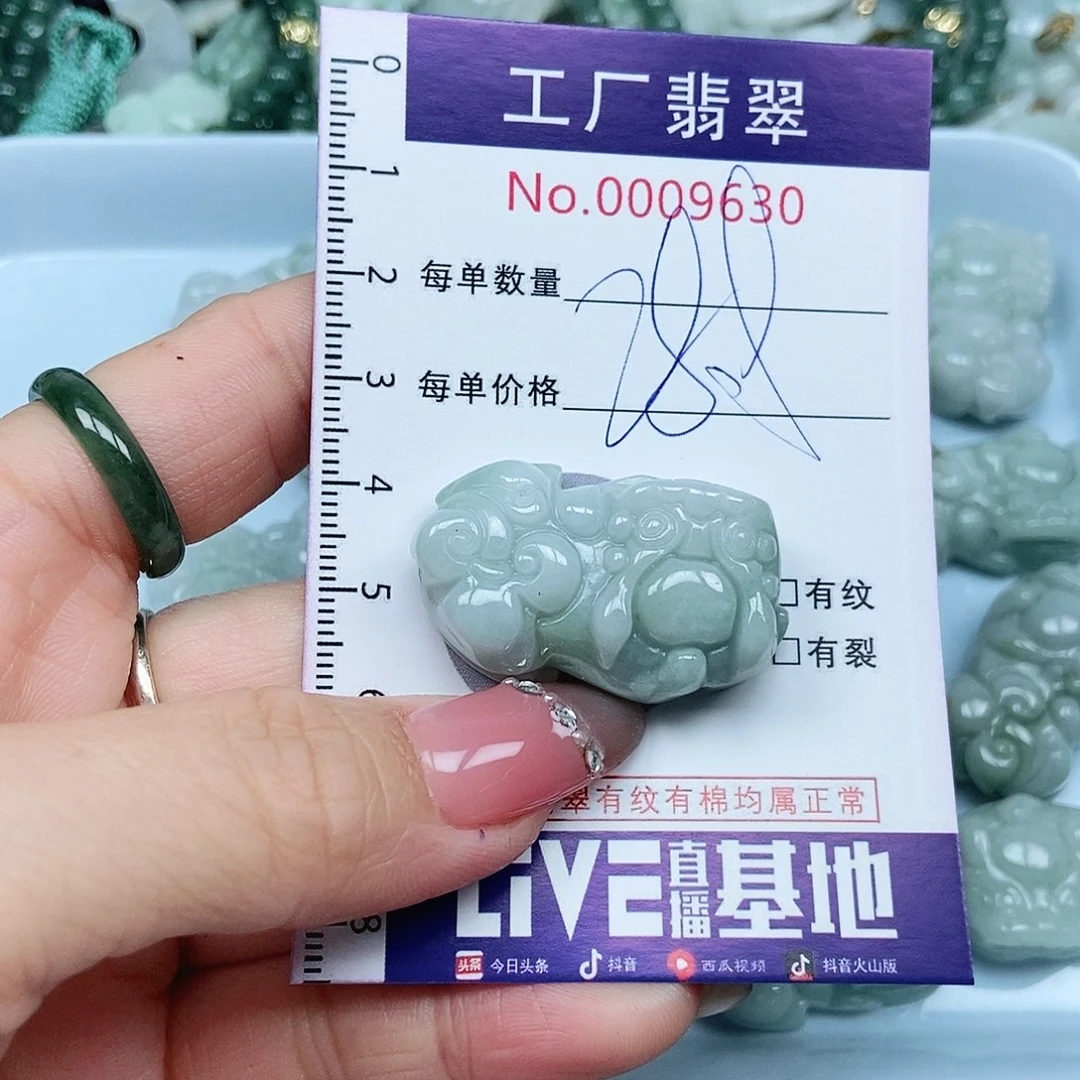 工厂翡翠
No.0009630
每单数量
每单价格
0
1
2
3
4
5
6
8
□有纹
□有裂
翠有纹有棉均属正常
LIVE直播基地
头条 今日头条 抖音 西瓜视频 抖音火山版